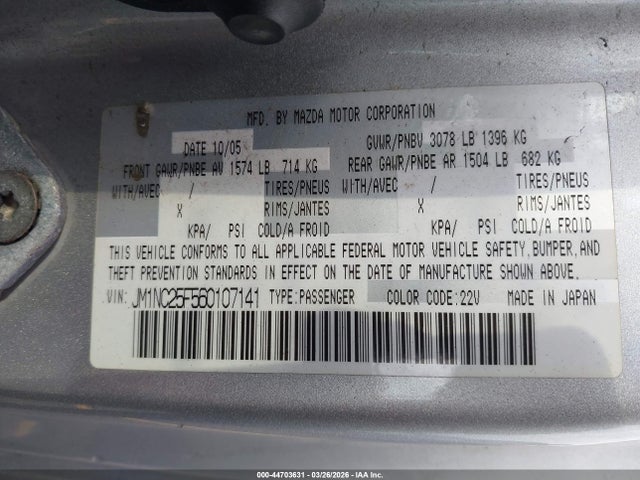 MFD. BY MAZDA MOTOR CORPORATION
DATE 10/05 GVWR/PNBV 3078 LB 1396 KG
FRONT GAWR/PNBE AV 1574 LB 714 KG REAR GAWR/PNBE AR 1504 LB 682 KG
WITH/AVEC / TIRES/PNEUS WITH/AVEC / TIRES/PNEUS
X RIMS/JANTES X RIMS/JANTES
KPA/ PSI COLD/A FROID KPA/ PSI COLD/A FROID
THIS VEHICLE CONFORMS TO ALL APPLICABLE FEDERAL MOTOR VEHICLE SAFETY, BUMPER, AND
THEFT PREVENTION STANDARDS IN EFFECT ON THE DATE OF MANUFACTURE SHOWN ABOVE.
VIN: JM1NC25F560107141 TYPE:PASSENGER COLOR CODE:22V MADE IN JAPAN
000-44703631 | 03/26/2026 | IAA Inc.